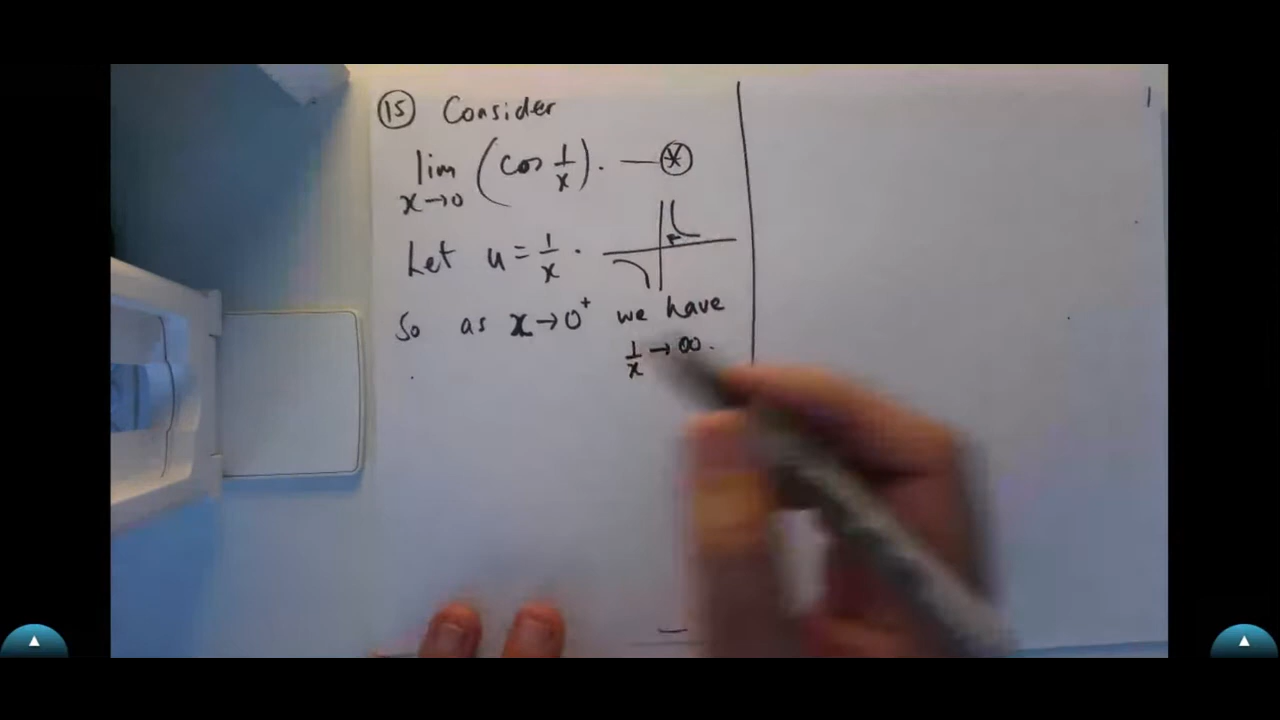 ⑮ Consider
lim x→0 (cos 1/x). —⊛
Let u = 1/x.
So as x→0⁺ we have
1/x → ∞.